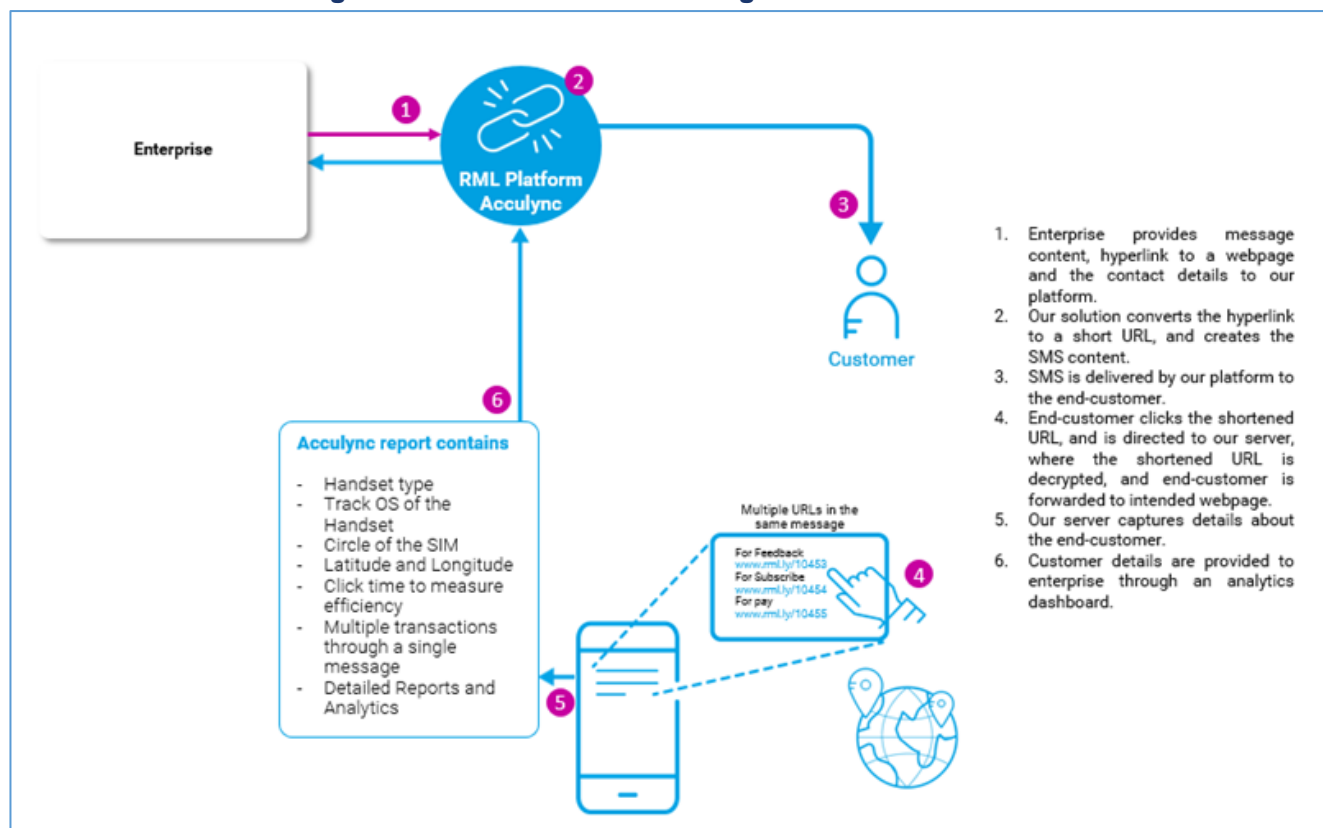 1
2
Enterprise
RML Platform
Acculync
3
Customer
6
Acculync report contains
- Handset type
- Track OS of the
Handset
- Circle of the SIM
- Latitude and Longitude
- Click time to measure
efficiency
- Multiple transactions
through a single
message
- Detailed Reports and
Analytics
5
Multiple URLs in the
same message
For Feedback
www.rml.ly/10453
For Subscribe
www.rml.ly/10454
For pay
www.rml.ly/10455
4
1. Enterprise provides message
content, hyperlink to a webpage
and the contact details to our
platform.
2. Our solution converts the hyperlink
to a short URL, and creates the
SMS content.
3. SMS is delivered by our platform to
the end-customer.
4. End-customer clicks the shortened
URL, and is directed to our server,
where the shortened URL is
decrypted, and end-customer is
forwarded to intended webpage.
5. Our server captures details about
the end-customer.
6. Customer details are provided to
enterprise through an analytics
dashboard.